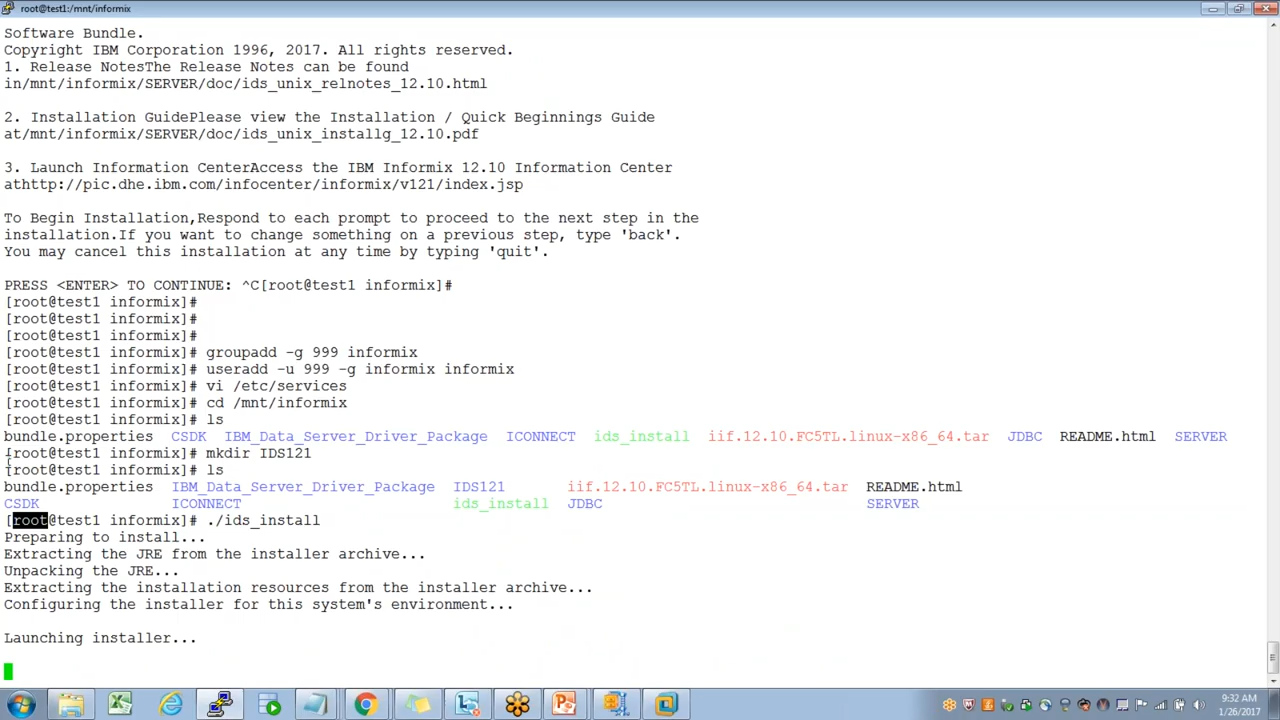 root@test1:/mnt/informix
Software Bundle.
Copyright IBM Corporation 1996, 2017. All rights reserved.
1. Release NotesThe Release Notes can be found
in/mnt/informix/SERVER/doc/ids_unix_relnotes_12.10.html
2. Installation GuidePlease view the Installation / Quick Beginnings Guide
at/mnt/informix/SERVER/doc/ids_unix_installg_12.10.pdf
3. Launch Information CenterAccess the IBM Informix 12.10 Information Center
athttp://pic.dhe.ibm.com/infocenter/informix/v121/index.jsp
To Begin Installation,Respond to each prompt to proceed to the next step in the
installation.If you want to change something on a previous step, type 'back'.
You may cancel this installation at any time by typing 'quit'.
PRESS <ENTER> TO CONTINUE: ^C[root@test1 informix]#
[root@test1 informix]#
[root@test1 informix]#
[root@test1 informix]#
[root@test1 informix]# groupadd -g 999 informix
[root@test1 informix]# useradd -u 999 -g informix informix
[root@test1 informix]# vi /etc/services
[root@test1 informix]# cd /mnt/informix
[root@test1 informix]# ls
bundle.properties CSDK IBM_Data_Server_Driver_Package ICONNECT ids_install iif.12.10.FC5TL.linux-x86_64.tar JDBC README.html SERVER
[root@test1 informix]# mkdir IDS121
[root@test1 informix]# ls
bundle.properties IBM_Data_Server_Driver_Package IDS121 iif.12.10.FC5TL.linux-x86_64.tar README.html
CSDK ICONNECT ids_install JDBC SERVER
[root@test1 informix]# ./ids_install
Preparing to install...
Extracting the JRE from the installer archive...
Unpacking the JRE...
Extracting the installation resources from the installer archive...
Configuring the installer for this system's environment...
Launching installer...
9:32 AM
1/26/2017